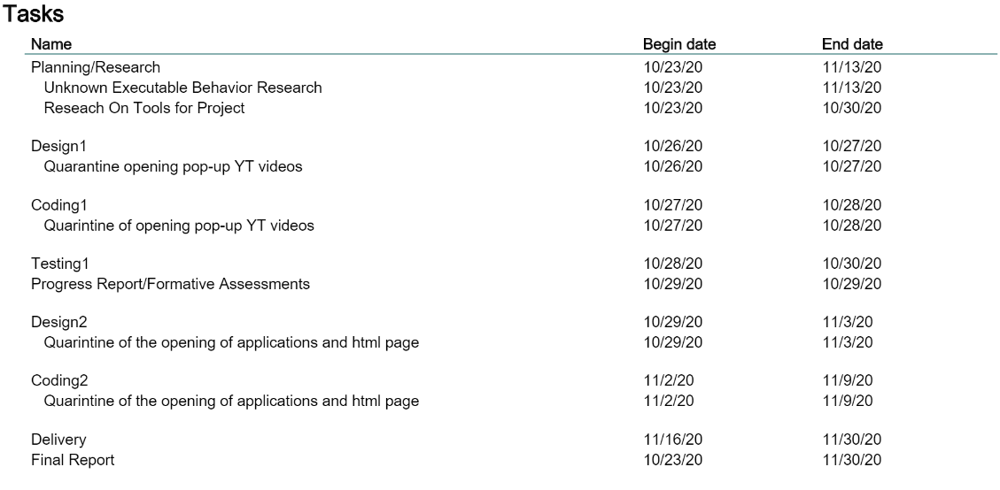 Tasks
Name Begin date End date
Planning/Research 10/23/20 11/13/20
Unknown Executable Behavior Research 10/23/20 11/13/20
Reseach On Tools for Project 10/23/20 10/30/20
Design1 10/26/20 10/27/20
Quarantine opening pop-up YT videos 10/26/20 10/27/20
Coding1 10/27/20 10/28/20
Quarintine of opening pop-up YT videos 10/27/20 10/28/20
Testing1 10/28/20 10/30/20
Progress Report/Formative Assessments 10/29/20 10/29/20
Design2 10/29/20 11/3/20
Quarintine of the opening of applications and html page 10/29/20 11/3/20
Coding2 11/2/20 11/9/20
Quarintine of the opening of applications and html page 11/2/20 11/9/20
Delivery 11/16/20 11/30/20
Final Report 10/23/20 11/30/20